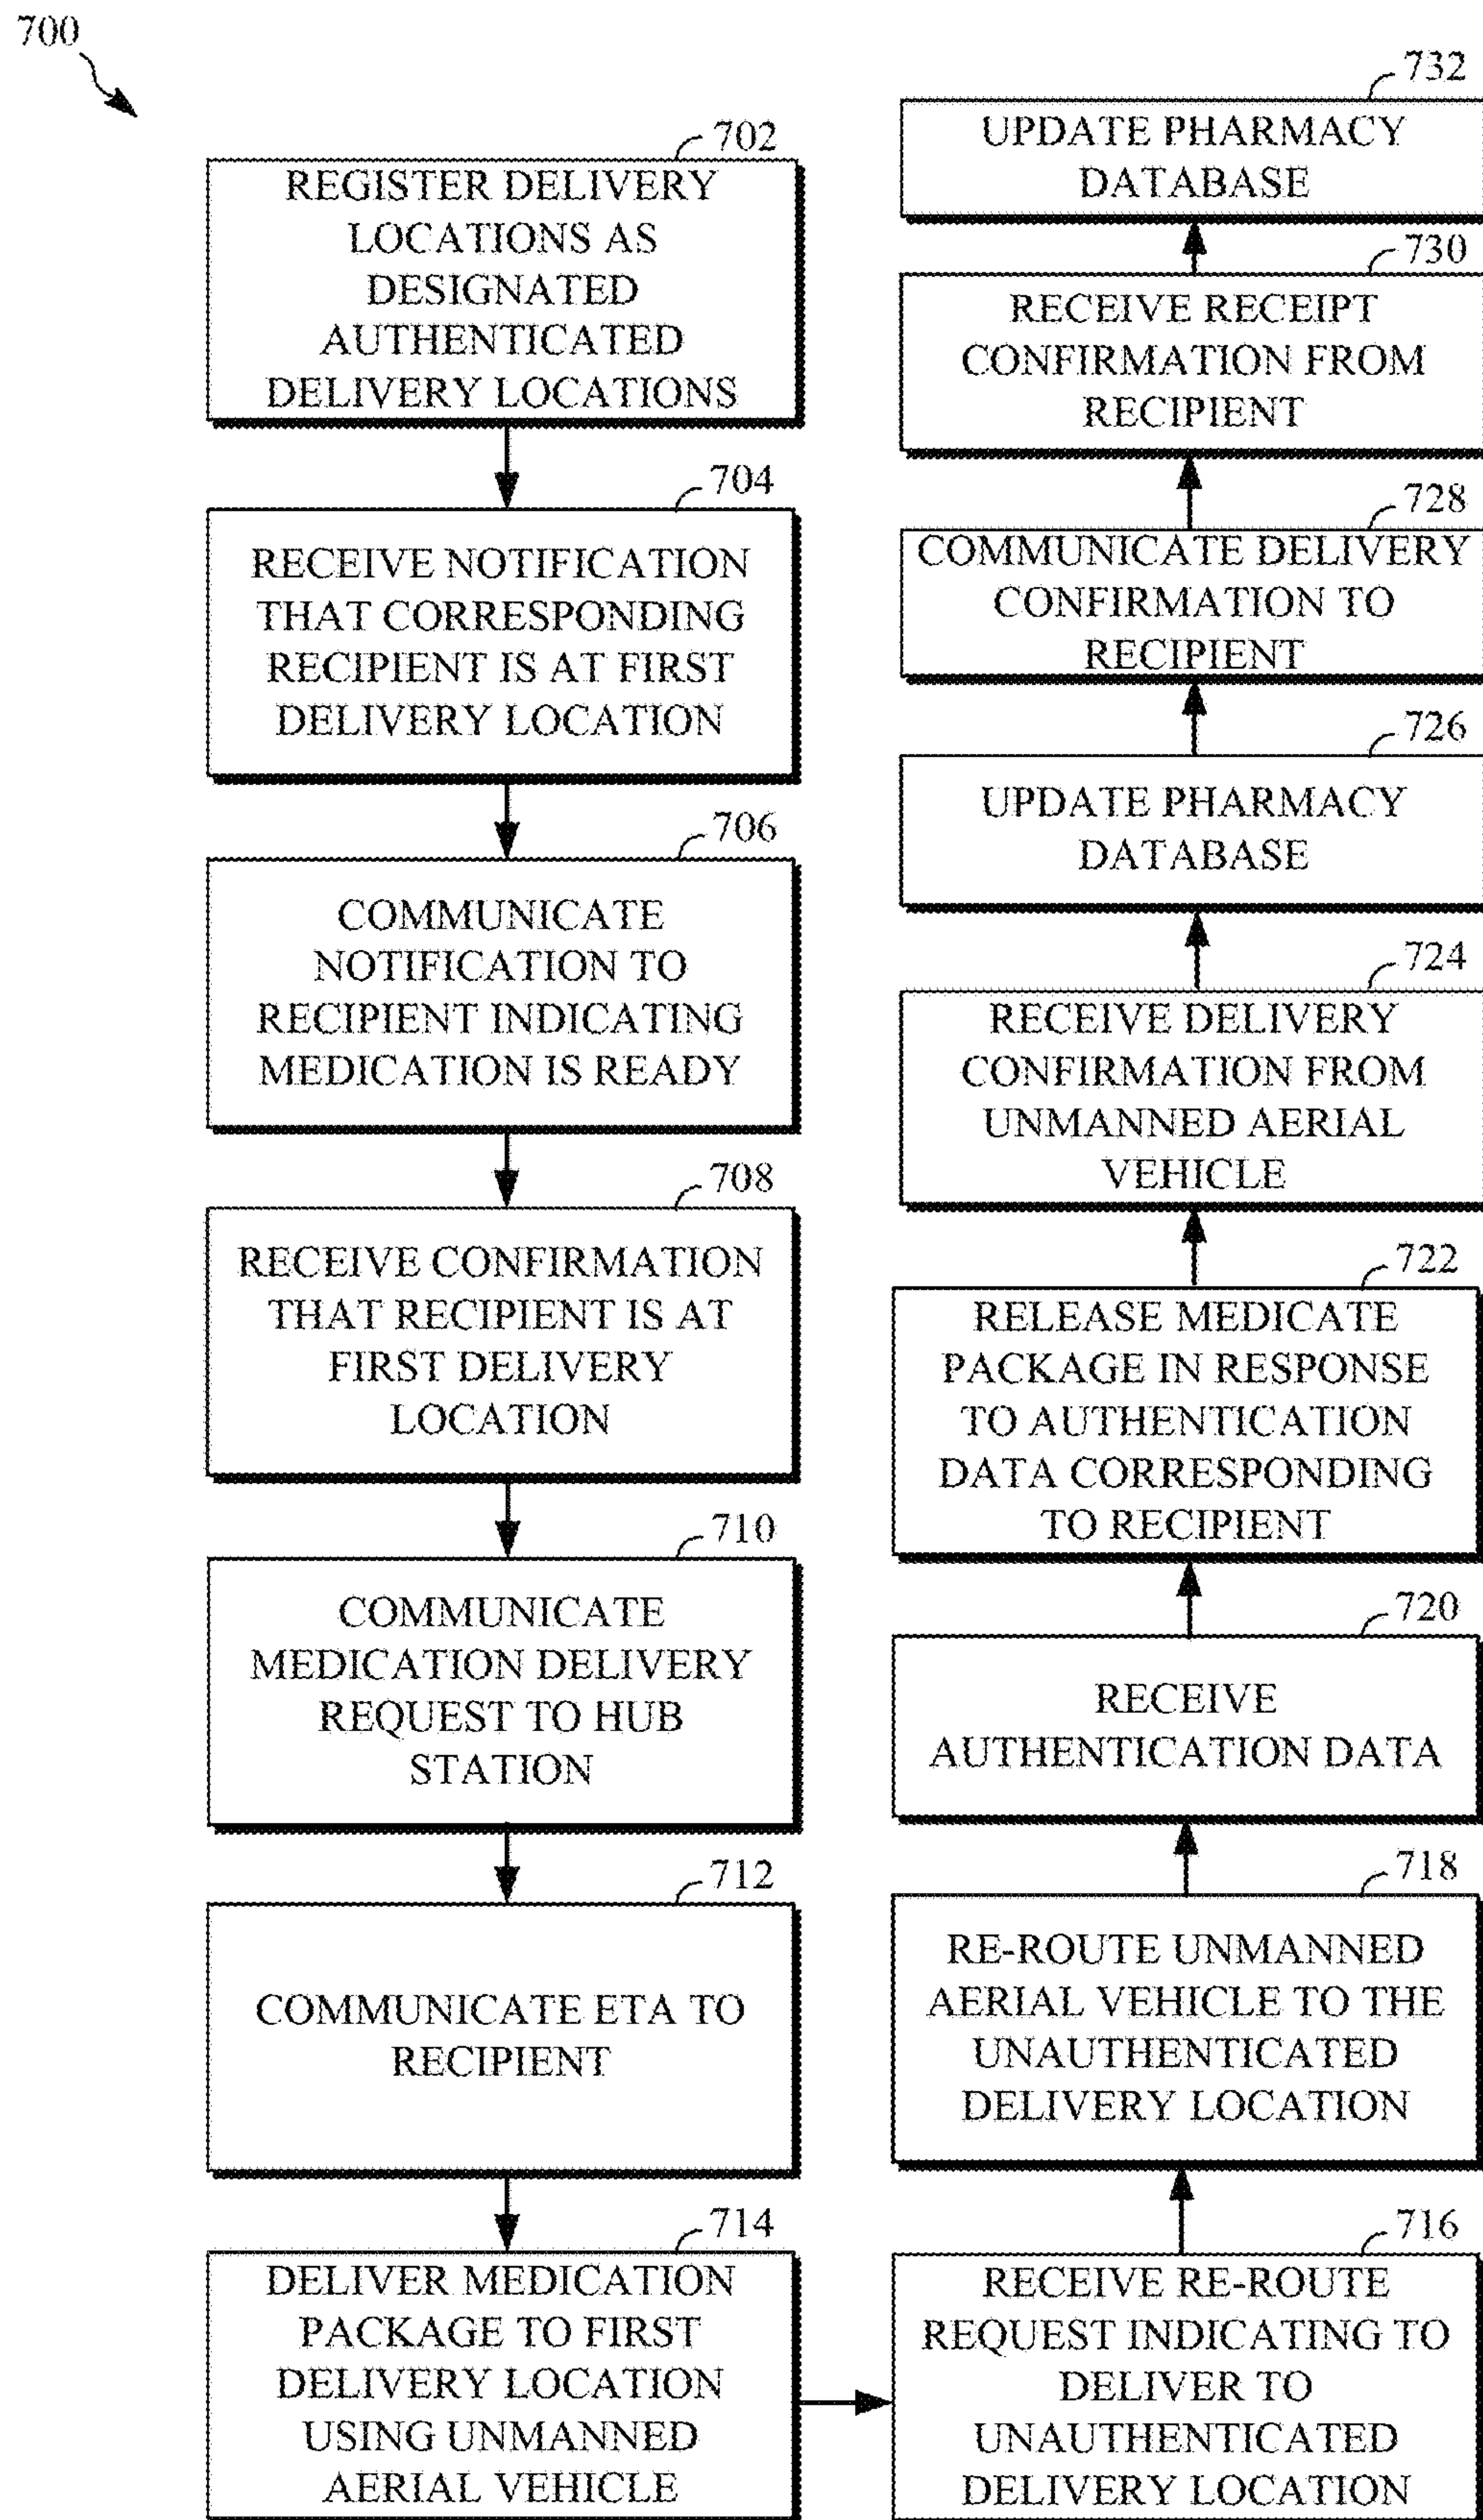 700
702
REGISTER DELIVERY
LOCATIONS AS
DESIGNATED
AUTHENTICATED
DELIVERY LOCATIONS
704
RECEIVE NOTIFICATION
THAT CORRESPONDING
RECIPIENT IS AT FIRST
DELIVERY LOCATION
706
COMMUNICATE
NOTIFICATION TO
RECIPIENT INDICATING
MEDICATION IS READY
708
RECEIVE CONFIRMATION
THAT RECIPIENT IS AT
FIRST DELIVERY
LOCATION
710
COMMUNICATE
MEDICATION DELIVERY
REQUEST TO HUB
STATION
712
COMMUNICATE ETA TO
RECIPIENT
714
DELIVER MEDICATION
PACKAGE TO FIRST
DELIVERY LOCATION
USING UNMANNED
AERIAL VEHICLE
716
RECEIVE RE-ROUTE
REQUEST INDICATING TO
DELIVER TO
UNAUTHENTICATED
DELIVERY LOCATION
718
RE-ROUTE UNMANNED
AERIAL VEHICLE TO THE
UNAUTHENTICATED
DELIVERY LOCATION
720
RECEIVE
AUTHENTICATION DATA
722
RELEASE MEDICATE
PACKAGE IN RESPONSE
TO AUTHENTICATION
DATA CORRESPONDING
TO RECIPIENT
724
RECEIVE DELIVERY
CONFIRMATION FROM
UNMANNED AERIAL
VEHICLE
726
UPDATE PHARMACY
DATABASE
728
COMMUNICATE DELIVERY
CONFIRMATION TO
RECIPIENT
730
RECEIVE RECEIPT
CONFIRMATION FROM
RECIPIENT
732
UPDATE PHARMACY
DATABASE